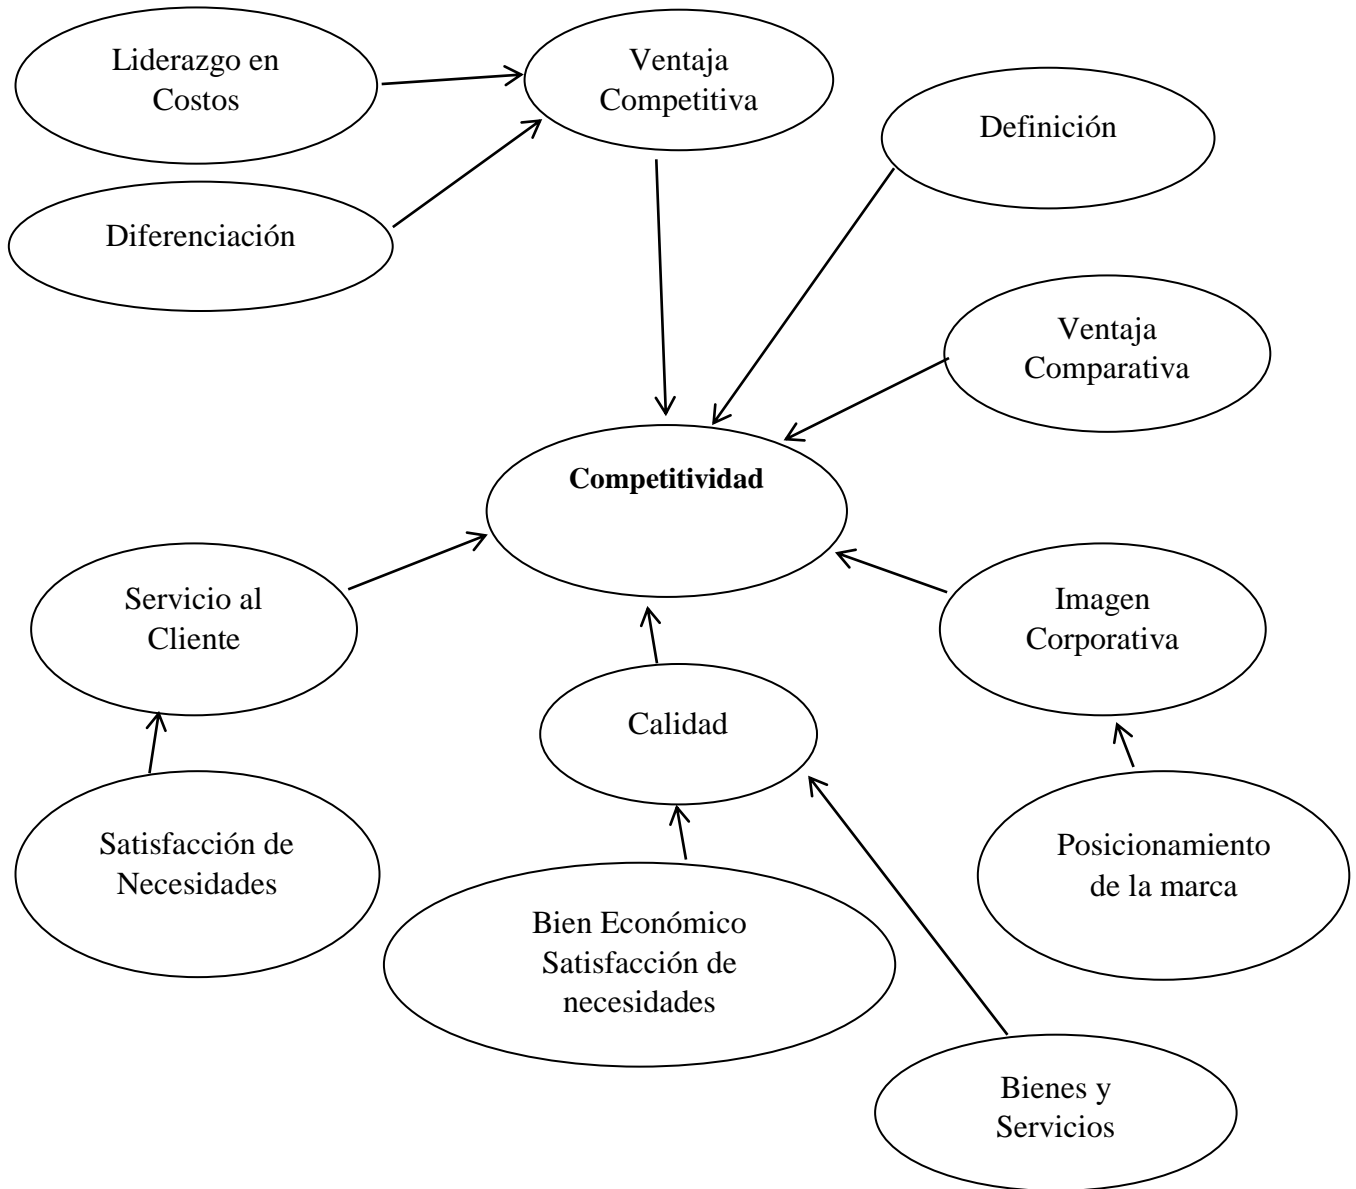 Liderazgo en
Costos
Ventaja
Competitiva
Definición
Diferenciación
Ventaja
Comparativa
Competitividad
Servicio al
Cliente
Imagen
Corporativa
Calidad
Satisfacción de
Necesidades
Posicionamiento
de la marca
Bien Económico
Satisfacción de
necesidades
Bienes y
Servicios